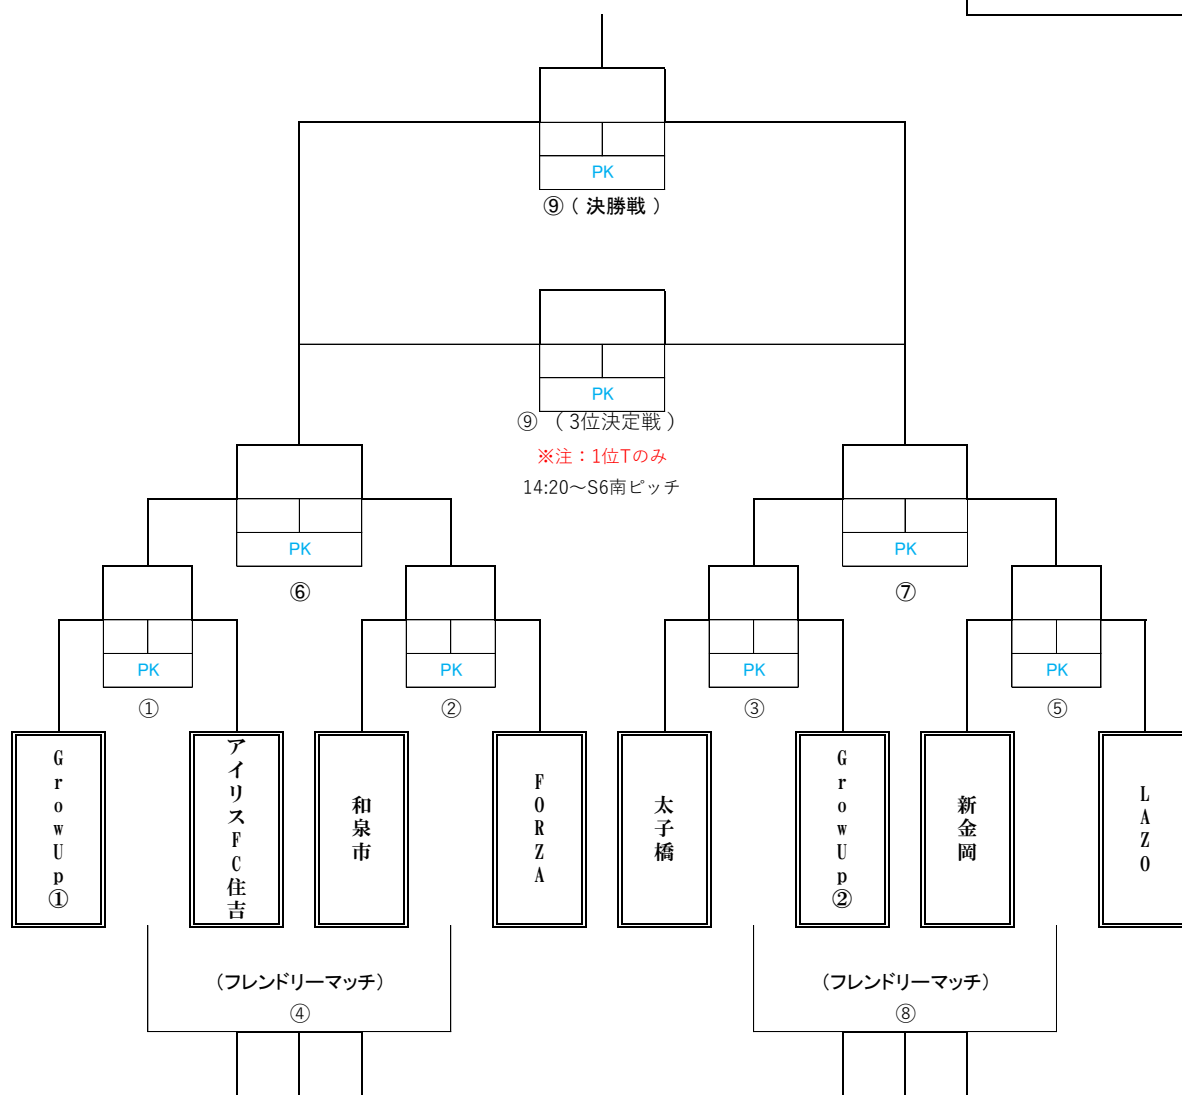 PK
⑨（ 決勝戦 ）
PK
⑨ （ 3位決定戦 ）
※注：1位Tのみ
14:20～S6南ピッチ
PK
⑥
PK
⑦
PK
①
PK
②
PK
③
PK
⑤
GrowUp①
アイリスFC住吉
和泉市
FORZA
太子橋
GrowUp②
新金岡
LAZO
（フレンドリーマッチ）
④
（フレンドリーマッチ）
⑧